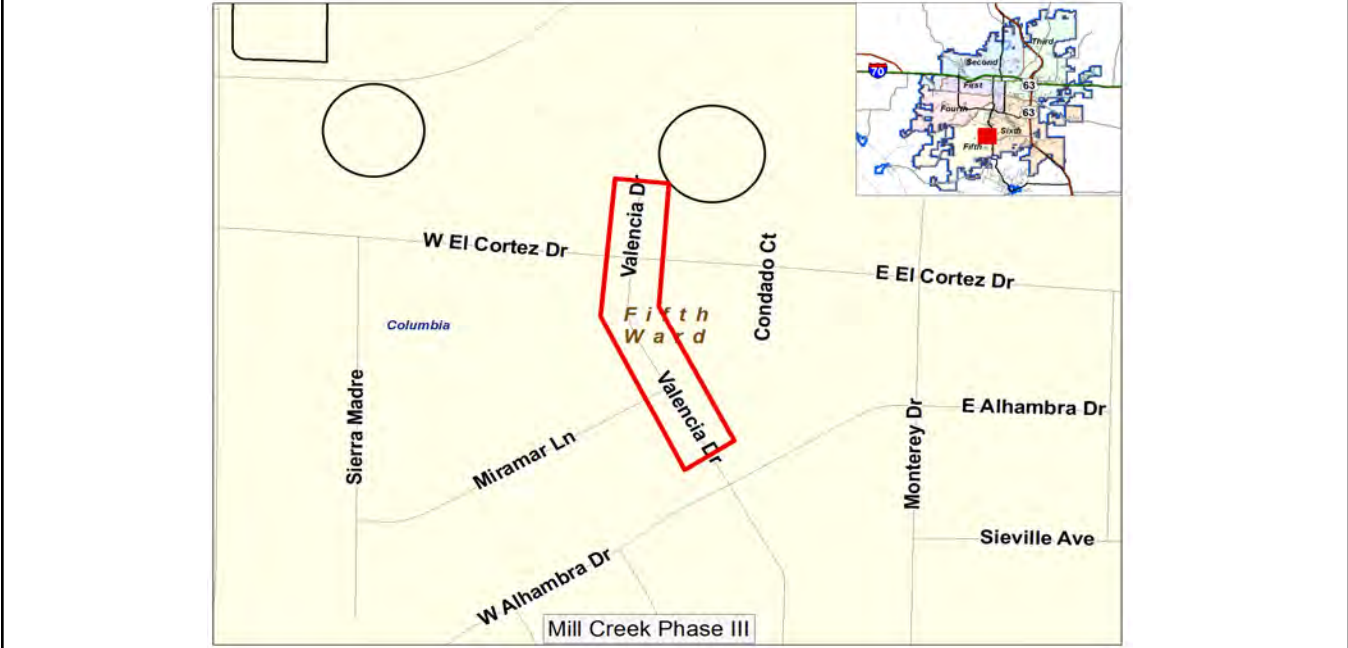 Third
Second
70
63
First
63
Fourth
Sixth
Fifth
Valencia Dr
W El Cortez Dr
Condado Ct
E El Cortez Dr
Fifth
Ward
Columbia
Sierra Madre
Valencia Dr
E Alhambra Dr
Monterey Dr
Miramar Ln
Sieville Ave
W Alhambra Dr
Mill Creek Phase III